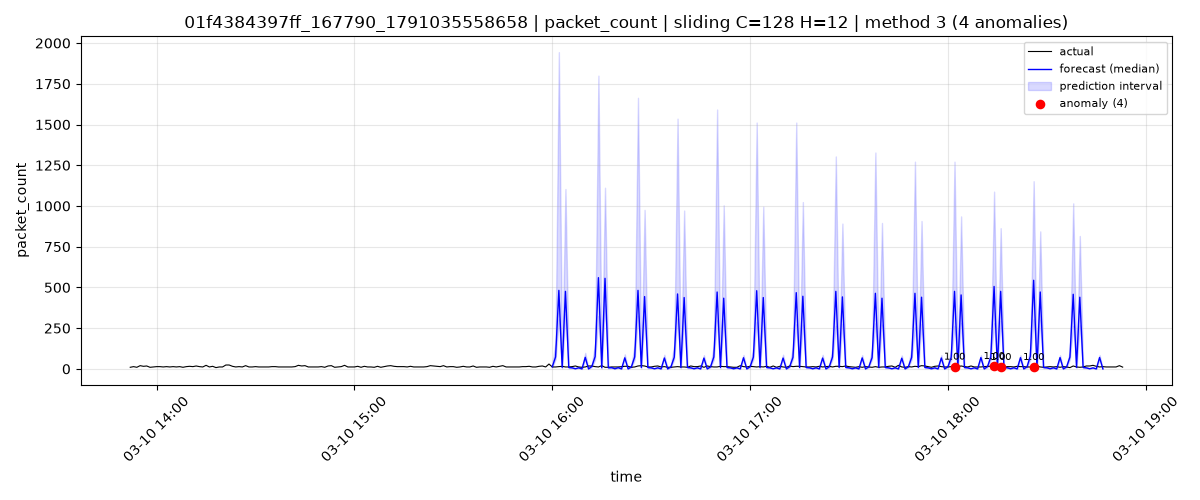 01f4384397ff_167790_1791035558658 | packet_count | sliding C=128 H=12 | method 3 (4 anomalies)
actual
forecast (median)
prediction interval
anomaly (4)
packet_count
2000
1750
1500
1250
1000
750
500
250
0
1.00
1.00
1.00
1.00
03-10 14:00
03-10 15:00
03-10 16:00
03-10 17:00
03-10 18:00
03-10 19:00
time